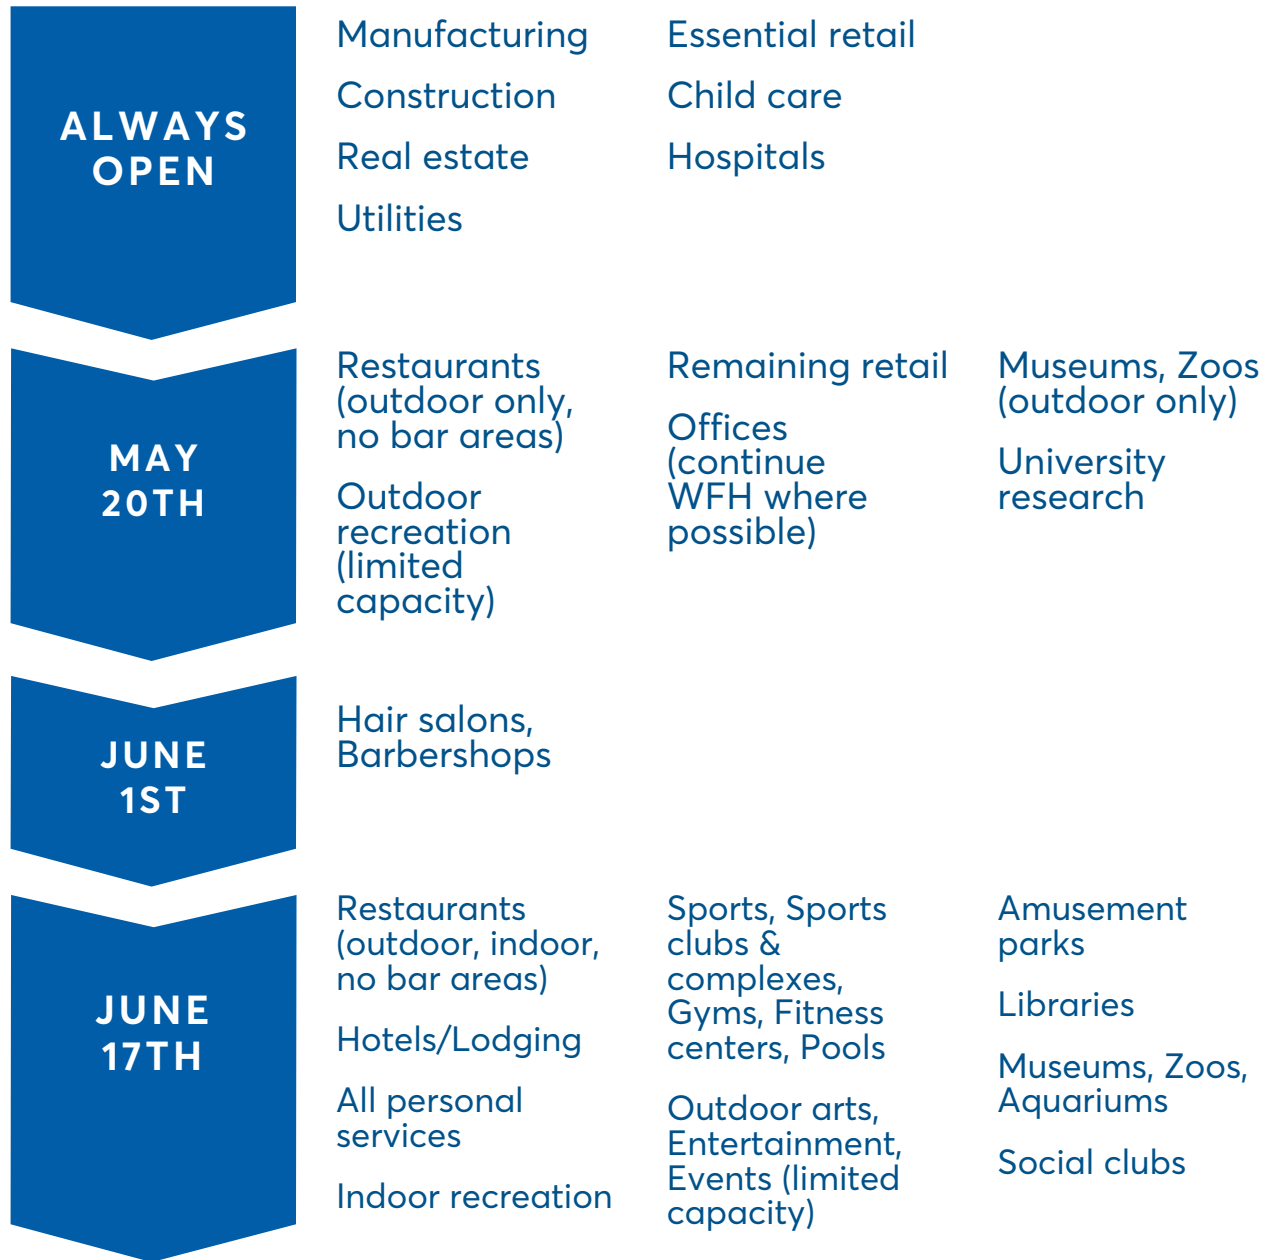 ALWAYS
OPEN
Manufacturing
Construction
Real estate
Utilities
Essential retail
Child care
Hospitals
MAY
20TH
Restaurants
(outdoor only,
no bar areas)
Outdoor
recreation
(limited
capacity)
Remaining retail
Offices
(continue
WFH where
possible)
Museums, Zoos
(outdoor only)
University
research
JUNE
1ST
Hair salons,
Barbershops
JUNE
17TH
Restaurants
(outdoor, indoor,
no bar areas)
Hotels/Lodging
All personal
services
Indoor recreation
Sports, Sports
clubs &
complexes,
Gyms, Fitness
centers, Pools
Outdoor arts,
Entertainment,
Events (limited
capacity)
Amusement
parks
Libraries
Museums, Zoos,
Aquariums
Social clubs